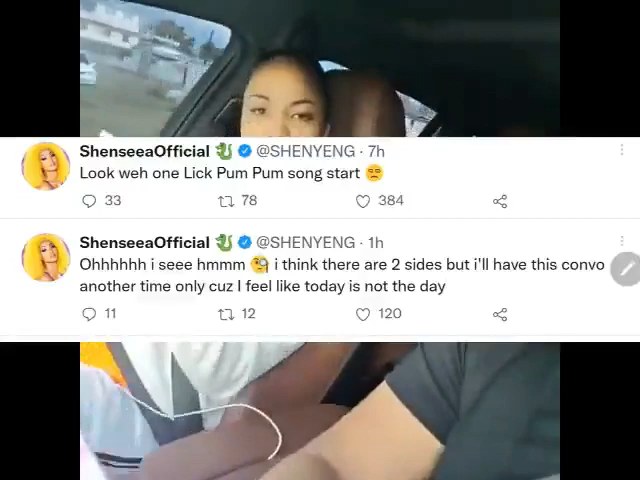 ShenseeaOfficial 🐉 @SHENYENG · 7h
Look weh one Lick Pum Pum song start 😒
33 78 384
ShenseeaOfficial 🐉 @SHENYENG · 1h
Ohhhhhh i seee hmmm 🧐 i think there are 2 sides but i'll have this convo
another time only cuz I feel like today is not the day
11 12 120